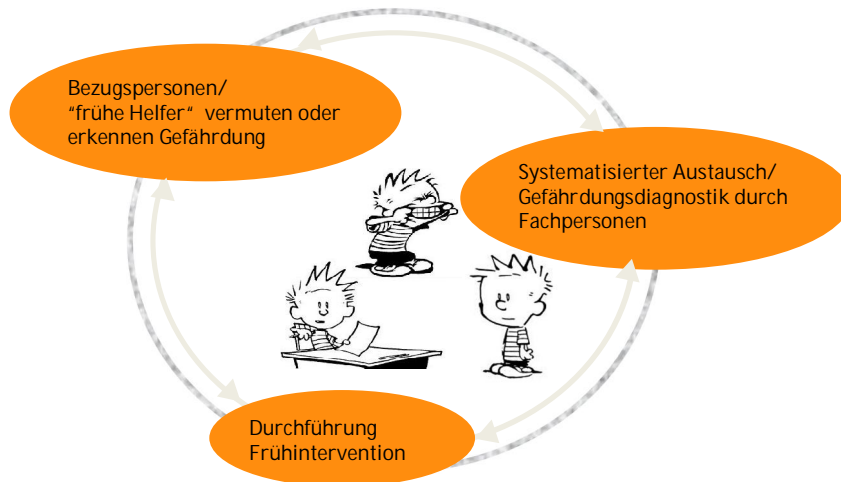 Bezugspersonen/
"frühe Helfer“ vermuten oder
erkennen Gefährdung
Systematisierter Austausch/
Gefährdungsdiagnostik durch
Fachpersonen
Durchführung
Frühintervention